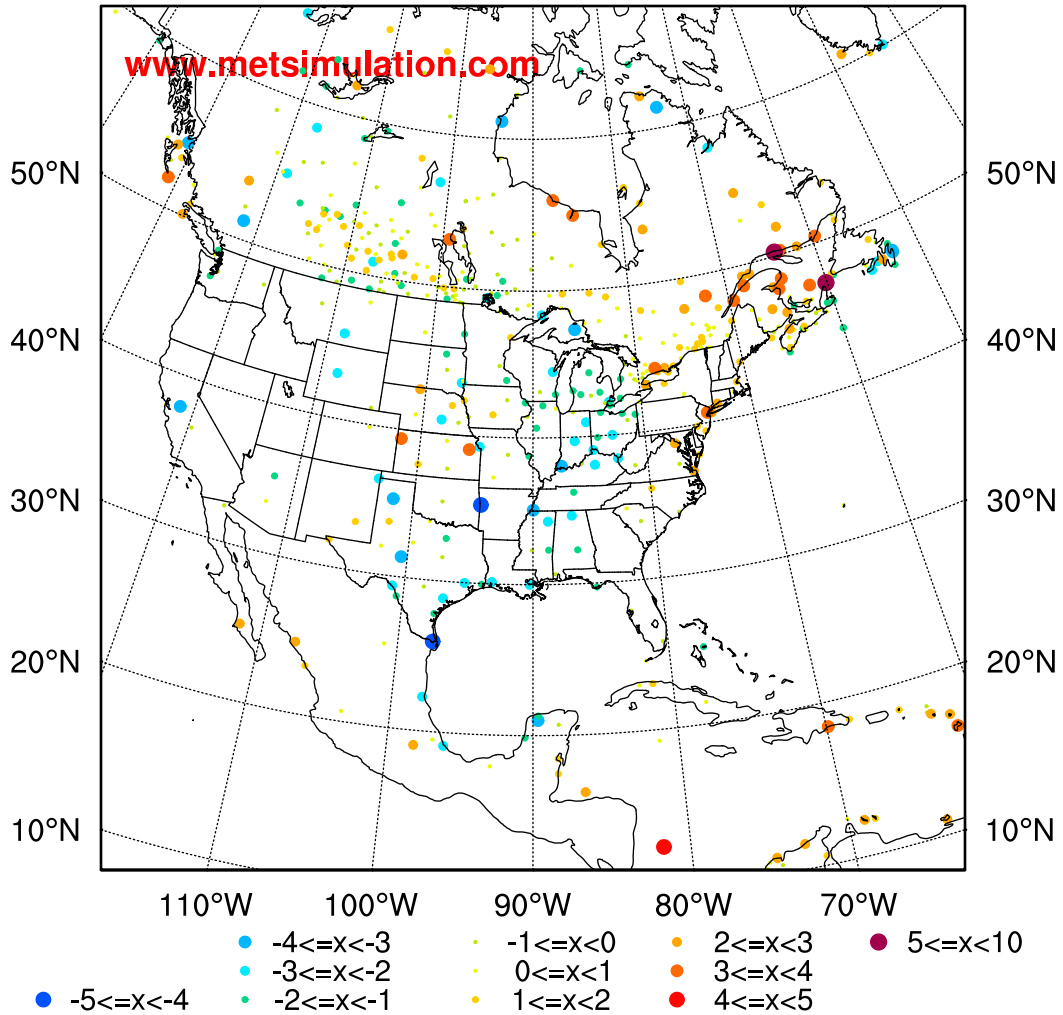 www.metsimulation.com
50°N 50°N
40°N 40°N
30°N 30°N
20°N 20°N
10°N 10°N
110°W 100°W 90°W 80°W 70°W
-4<=x<-3 -1<=x<0 2<=x<3 5<=x<10
-3<=x<-2 0<=x<1 3<=x<4
-5<=x<-4 -2<=x<-1 1<=x<2 4<=x<5